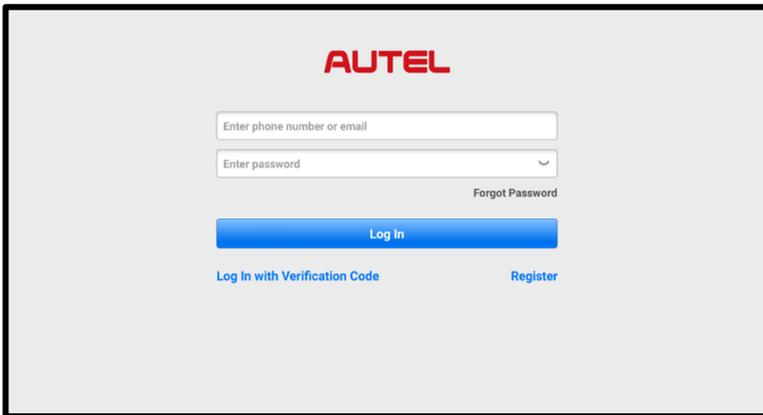 AUTEL
Enter phone number or email
Enter password
Forgot Password
Log In
Log In with Verification Code
Register